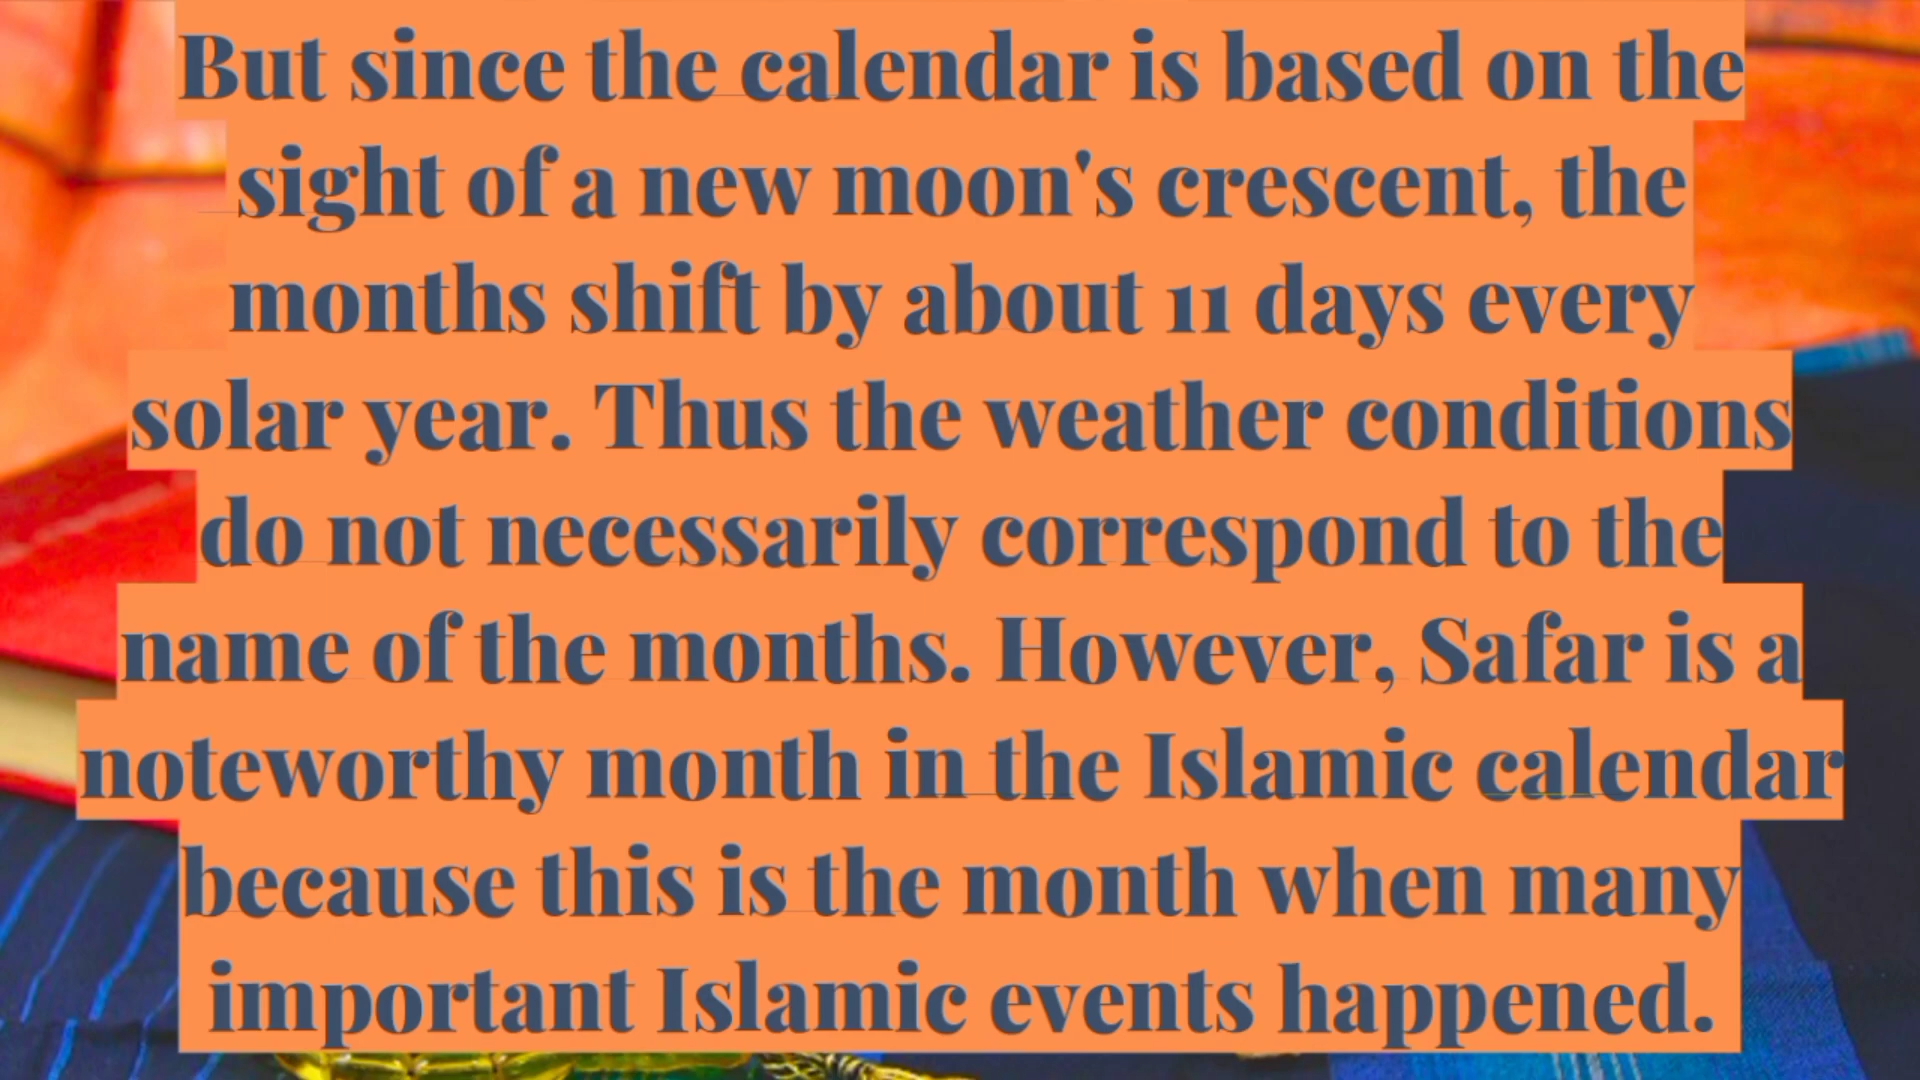 But since the calendar is based on the
sight of a new moon's crescent, the
months shift by about 11 days every
solar year. Thus the weather conditions
do not necessarily correspond to the
name of the months. However, Safar is a
noteworthy month in the Islamic calendar
because this is the month when many
important Islamic events happened.